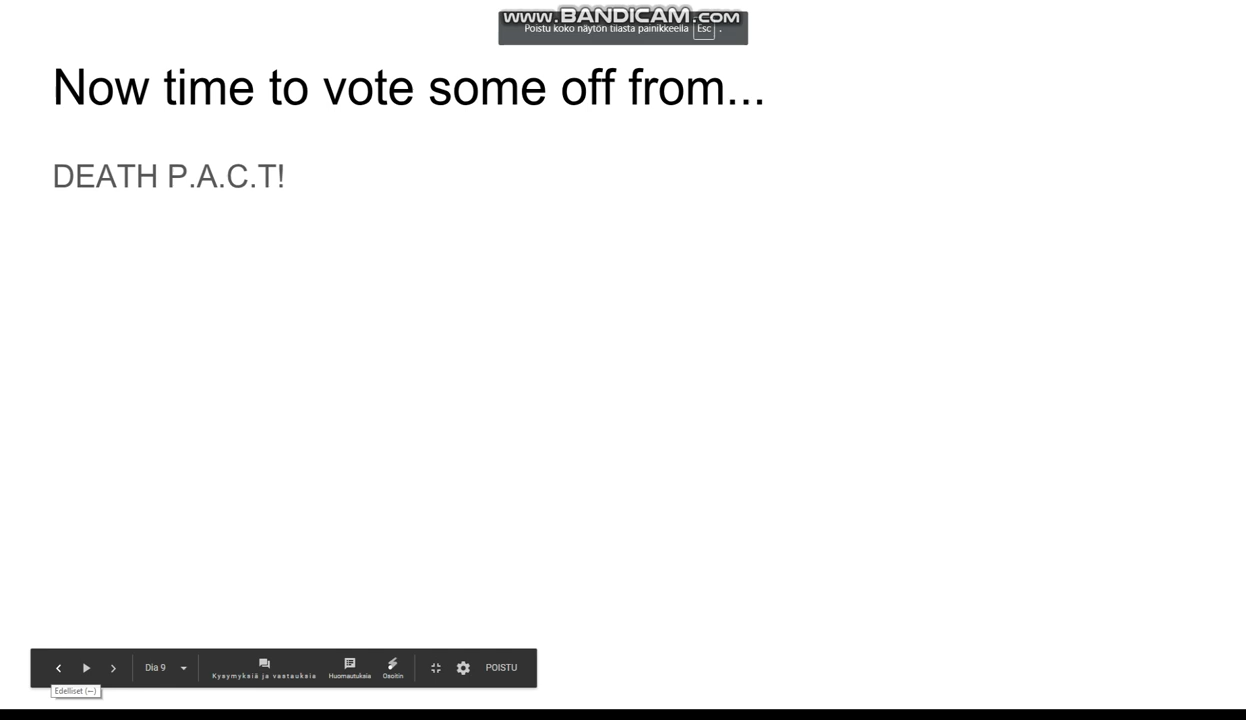 www.BANDICAM.com
Poistu koko näytön tilasta painikkeella Esc .
Now time to vote some off from...
DEATH P.A.C.T!
Dia 9
Kysymyksiä ja vastauksia
Huomautuksia
Osoitin
POISTU
Edelliset (←)